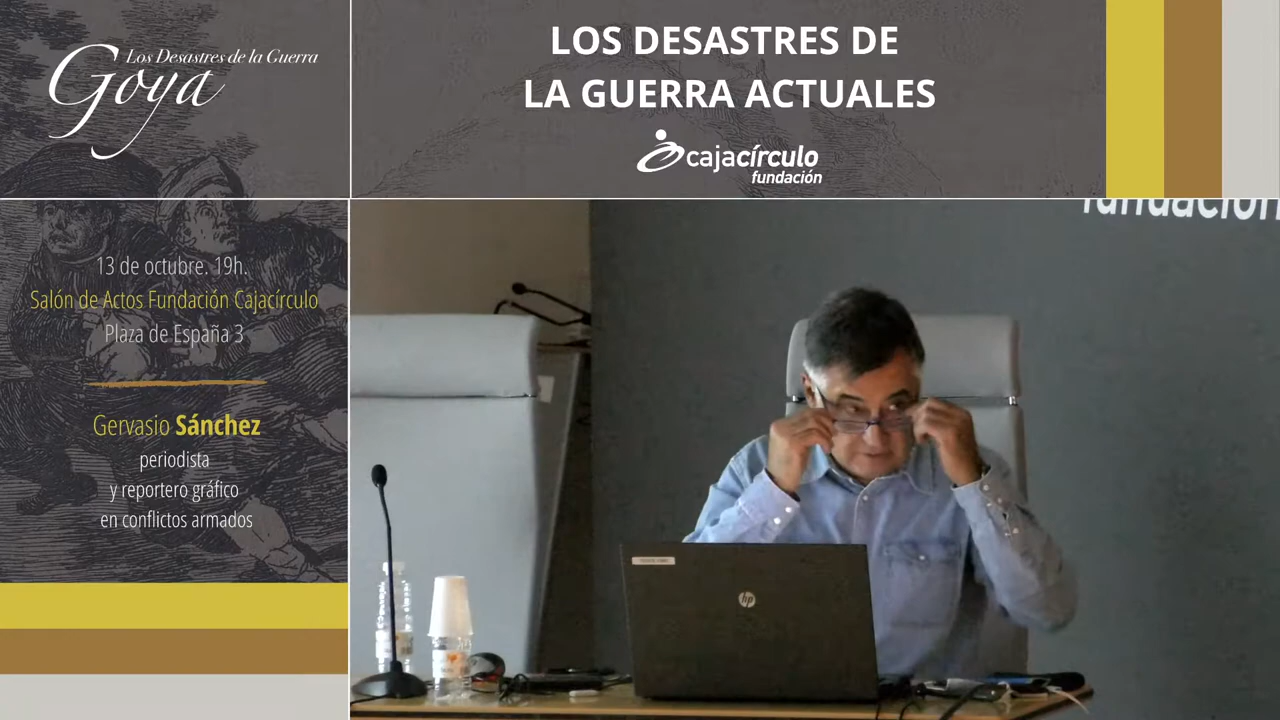 Los Desastres de la Guerra
Goya
LOS DESASTRES DE
LA GUERRA ACTUALES
cajacírculo
fundación
13 de octubre. 19h.
Salón de Actos Fundación Cajacírculo
Plaza de España 3
Gervasio Sánchez
periodista
y reportero gráfico
en conflictos armados
fundación
hp